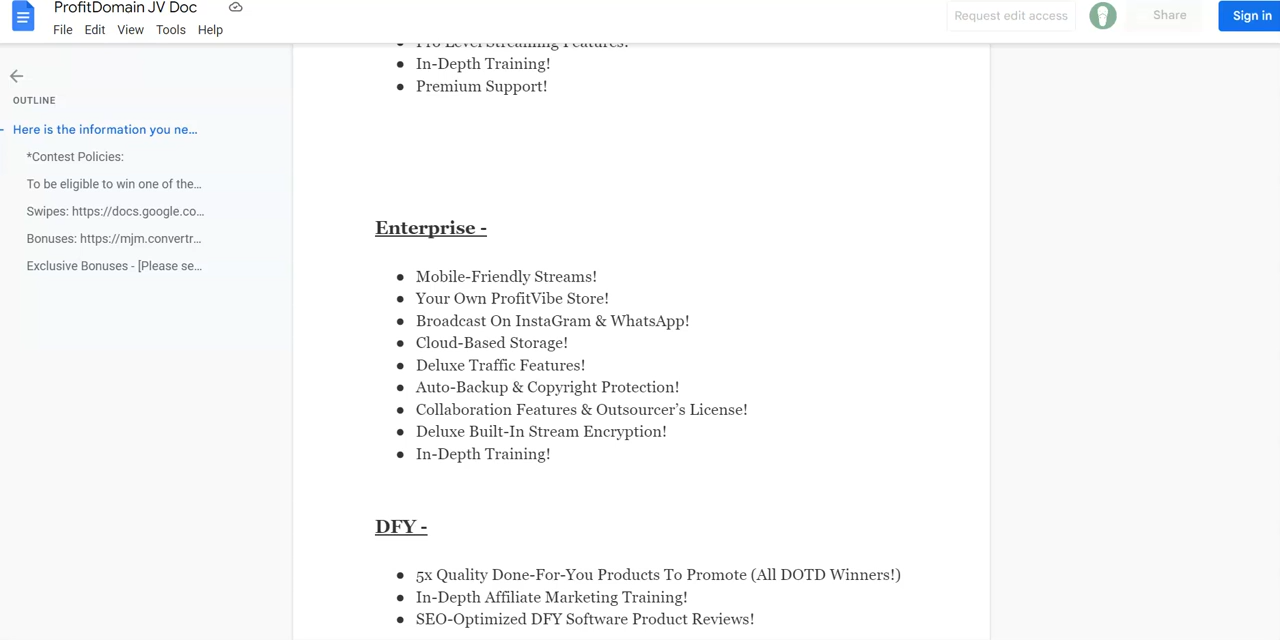 ProfitDomain JV Doc
File Edit View Tools Help
Request edit access
Share
Sign in
OUTLINE
Here is the information you ne...
*Contest Policies:
To be eligible to win one of the...
Swipes: https://docs.google.co...
Bonuses: https://mjm.convertr...
Exclusive Bonuses - [Please se...
Pro Level Streaming Features!
In-Depth Training!
Premium Support!
Enterprise -
Mobile-Friendly Streams!
Your Own ProfitVibe Store!
Broadcast On InstaGram & WhatsApp!
Cloud-Based Storage!
Deluxe Traffic Features!
Auto-Backup & Copyright Protection!
Collaboration Features & Outsourcer’s License!
Deluxe Built-In Stream Encryption!
In-Depth Training!
DFY -
5x Quality Done-For-You Products To Promote (All DOTD Winners!)
In-Depth Affiliate Marketing Training!
SEO-Optimized DFY Software Product Reviews!